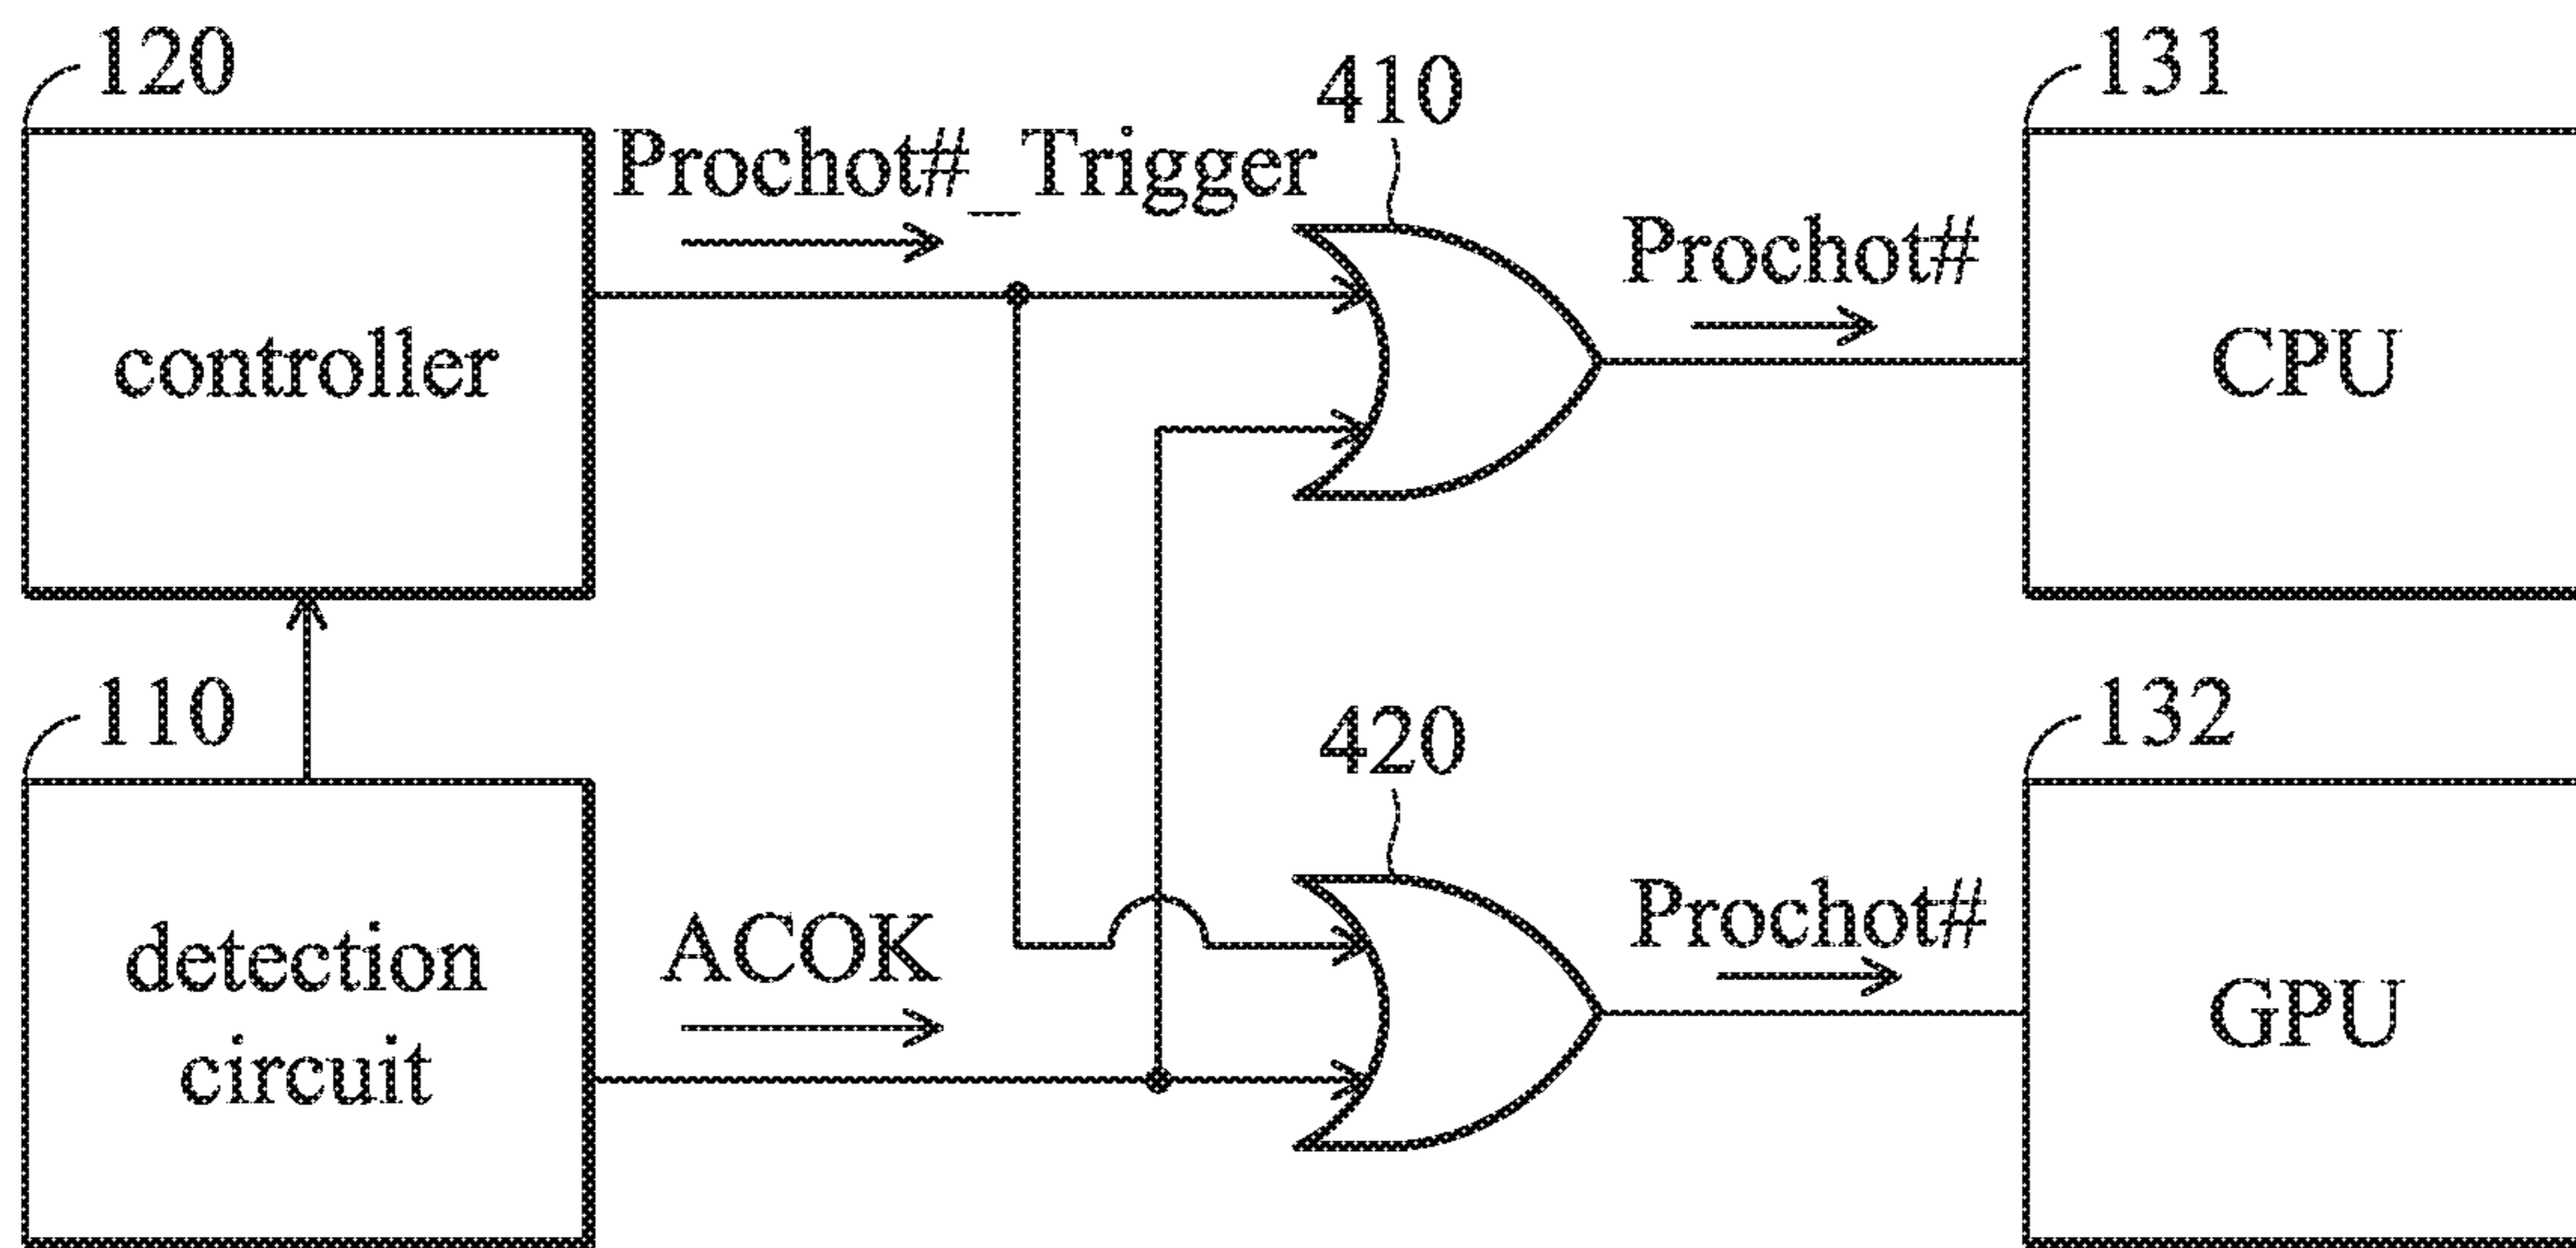 120
410
131
Prochot#_Trigger
Prochot#
controller
CPU
110
420
132
ACOK
Prochot#
detection
circuit
GPU